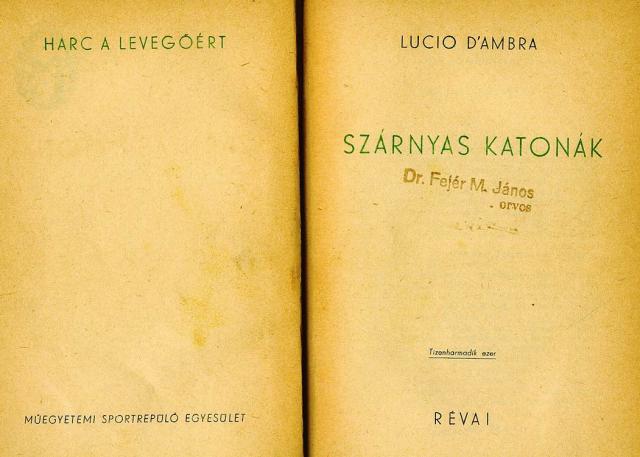 HARC A LEVEGŐÉRT
MŰEGYETEMI SPORTREPÜLŐ EGYESÜLET
LUCIO D'AMBRA
SZÁRNYAS KATONÁK
Dr. Fejér M. János
orvos
Tizenharmadik ezer
RÉVAI